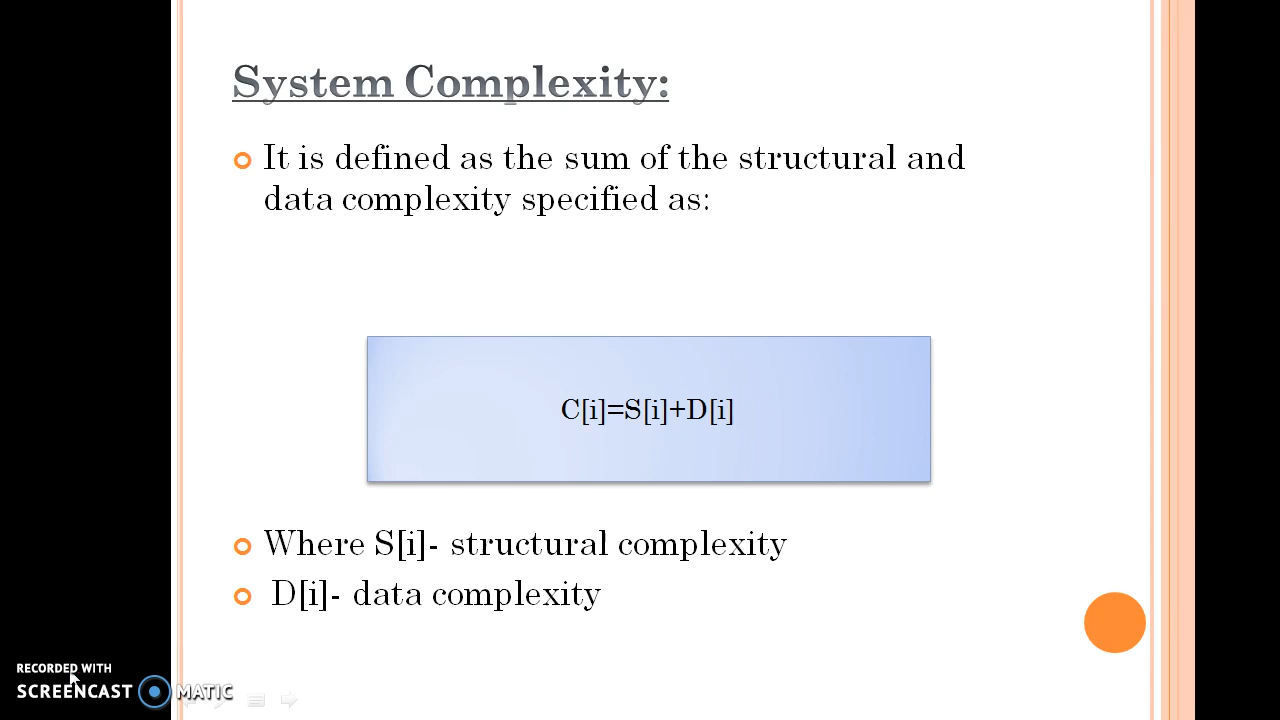 System Complexity:
It is defined as the sum of the structural and
data complexity specified as:
C[i]=S[i]+D[i]
Where S[i]- structural complexity
D[i]- data complexity
RECORDED WITH
SCREENCAST MATIC